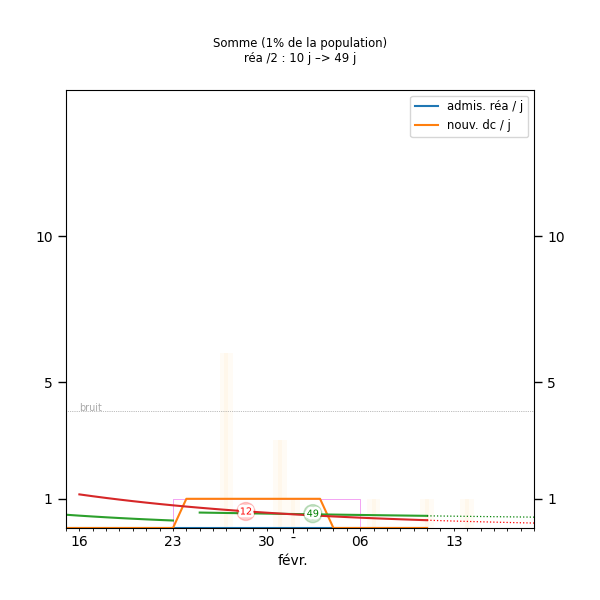 Somme (1% de la population)
réa /2 : 10 j –> 49 j
admis. réa / j
nouv. dc / j
10
10
5
5
bruit
1
1
12
49
16
23
30
-
06
13
févr.